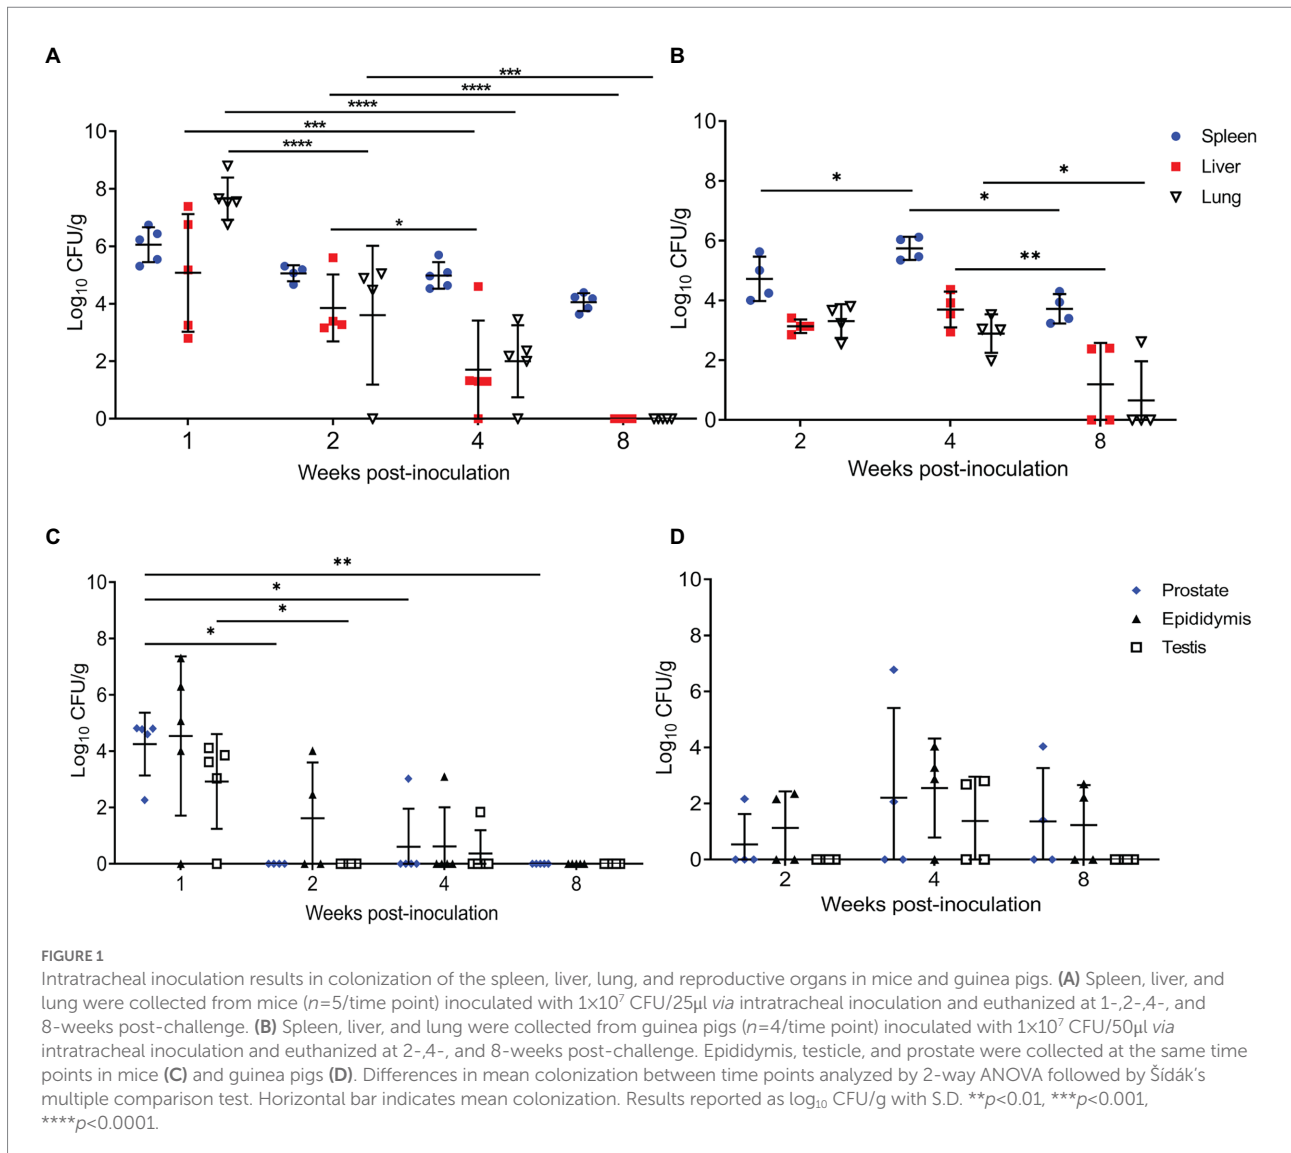 A
***
****
****
***
****
*
10
8
6
4
2
0
Log10 CFU/g
1 2 4 8
Weeks post-inoculation
B
*
*
*
**
10
8
6
4
2
0
Log10 CFU/g
2 4 8
Weeks post-inoculation
Spleen
Liver
Lung
C
**
*
*
*
10
8
6
4
2
0
Log10 CFU/g
1 2 4 8
Weeks post-inoculation
D
10
8
6
4
2
0
Log10 CFU/g
2 4 8
Weeks post-inoculation
Prostate
Epididymis
Testis
FIGURE 1
Intratracheal inoculation results in colonization of the spleen, liver, lung, and reproductive organs in mice and guinea pigs. (A) Spleen, liver, and
lung were collected from mice (n=5/time point) inoculated with 1×10⁷ CFU/25μl via intratracheal inoculation and euthanized at 1-,2-,4-, and
8-weeks post-challenge. (B) Spleen, liver, and lung were collected from guinea pigs (n=4/time point) inoculated with 1×10⁷ CFU/50μl via
intratracheal inoculation and euthanized at 2-,4-, and 8-weeks post-challenge. Epididymis, testicle, and prostate were collected at the same time
points in mice (C) and guinea pigs (D). Differences in mean colonization between time points analyzed by 2-way ANOVA followed by Šídák's
multiple comparison test. Horizontal bar indicates mean colonization. Results reported as log₁₀ CFU/g with S.D. **p<0.01, ***p<0.001,
****p<0.0001.